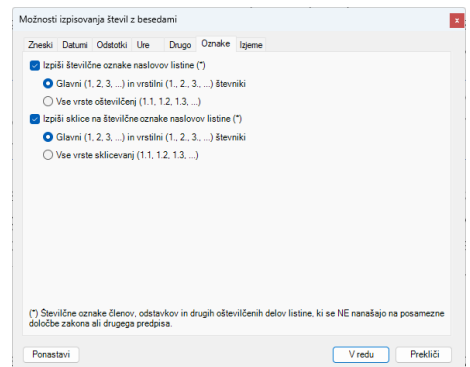 Možnosti izpisovanja števil z besedami
x
Zneski Datumi Odstotki Ure Drugo Oznake Izjeme
Izpiši številčne oznake naslovov listine (*)
Glavni (1, 2, 3, ...) in vrstilni (1., 2., 3., ...) števniki
Vse vrste oštevilčenj (1.1, 1.2, 1.3, ...)
Izpiši sklice na številčne oznake naslovov listine (*)
Glavni (1, 2, 3, ...) in vrstilni (1., 2., 3., ...) števniki
Vse vrste sklicevanj (1.1, 1.2, 1.3, ...)
(*) Številčne oznake členov, odstavkov in drugih oštevilčenih delov listine, ki se NE nanašajo na posamezne
določbe zakona ali drugega predpisa.
Ponastavi V redu Prekliči